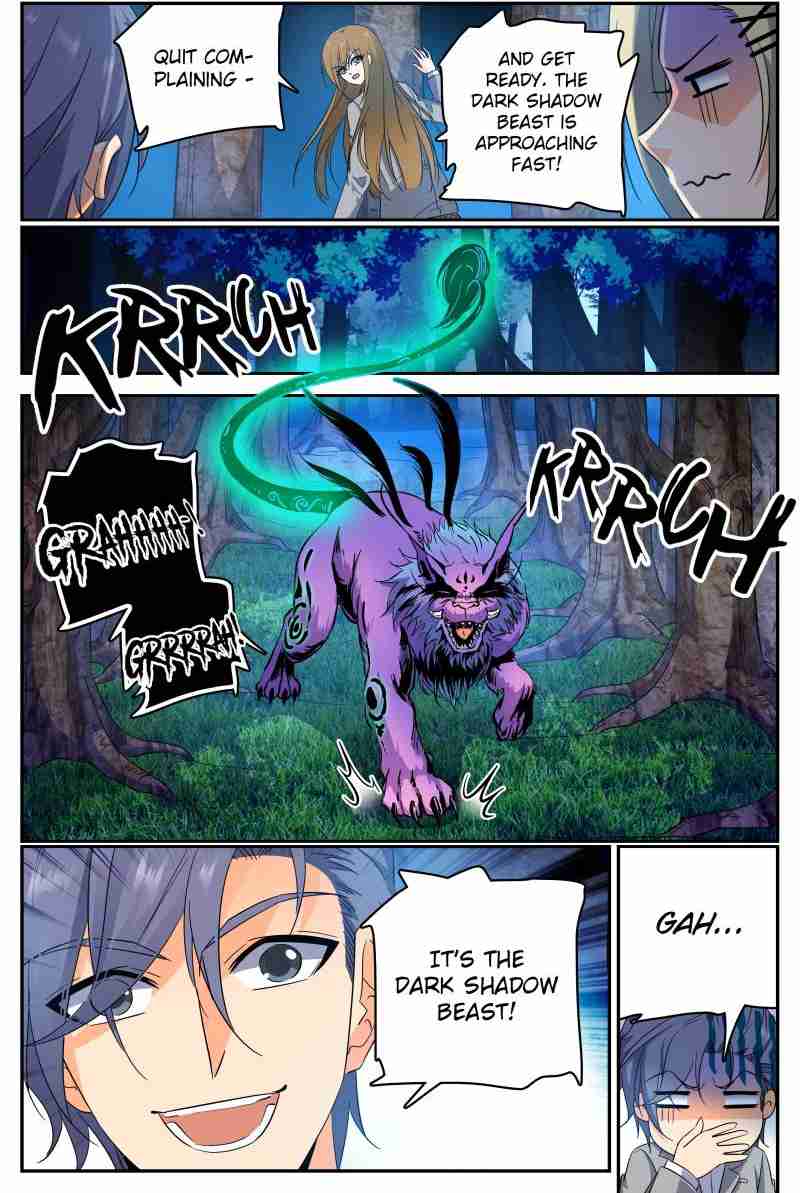 QUIT COM-
PLAINING -
AND GET
READY. THE
DARK SHADOW
BEAST IS
APPROACHING
FAST!
KRRCH
KRRCH
GRAHHHH!
GRRRRAH!
IT'S THE
DARK SHADOW
BEAST!
GAH...